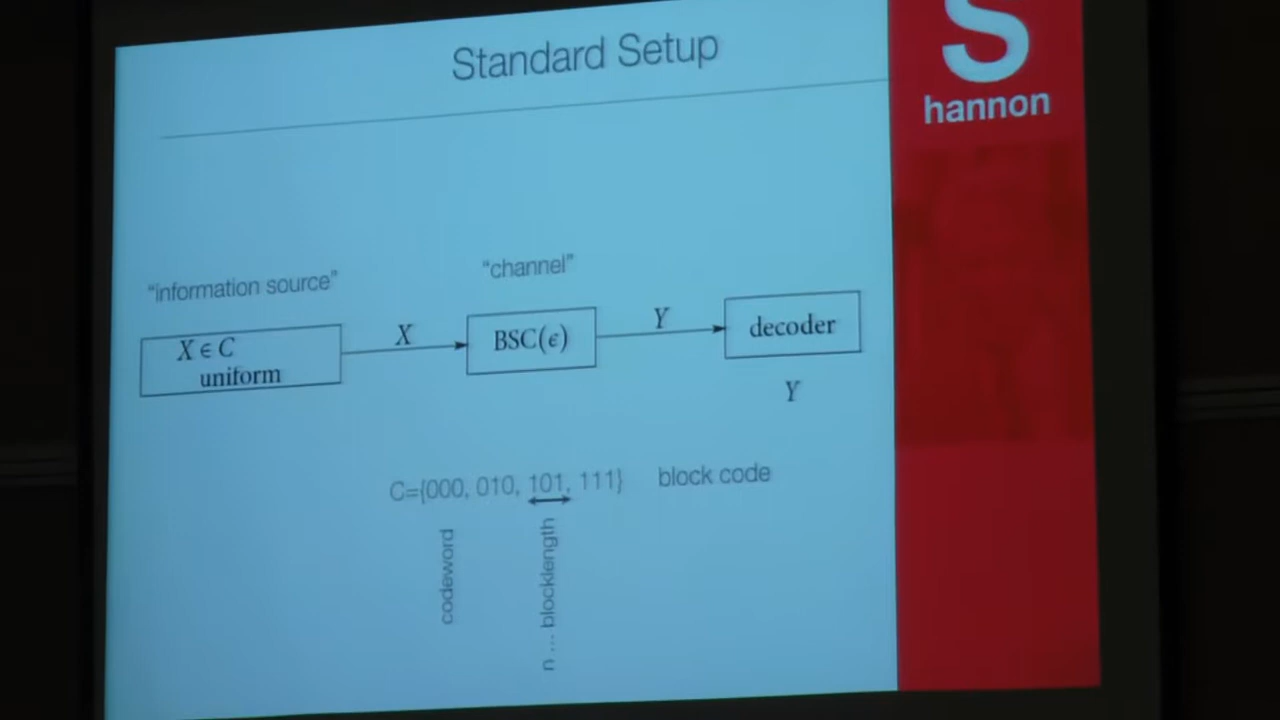 Standard Setup
S
hannon
“information source”
“channel”
X ∈ C
uniform
X
BSC(ϵ)
Y
decoder
Y
C={000, 010, 101, 111}
block code
codeword
n ... blocklength